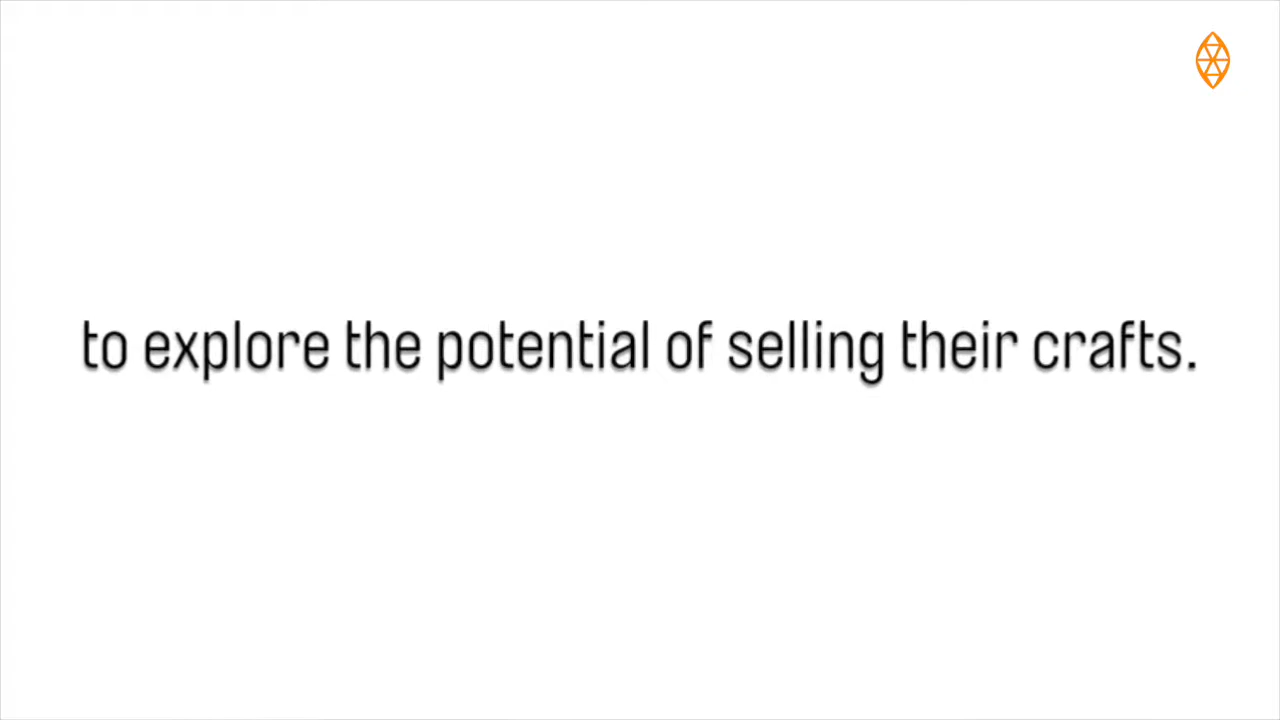 to explore the potential of selling their crafts.